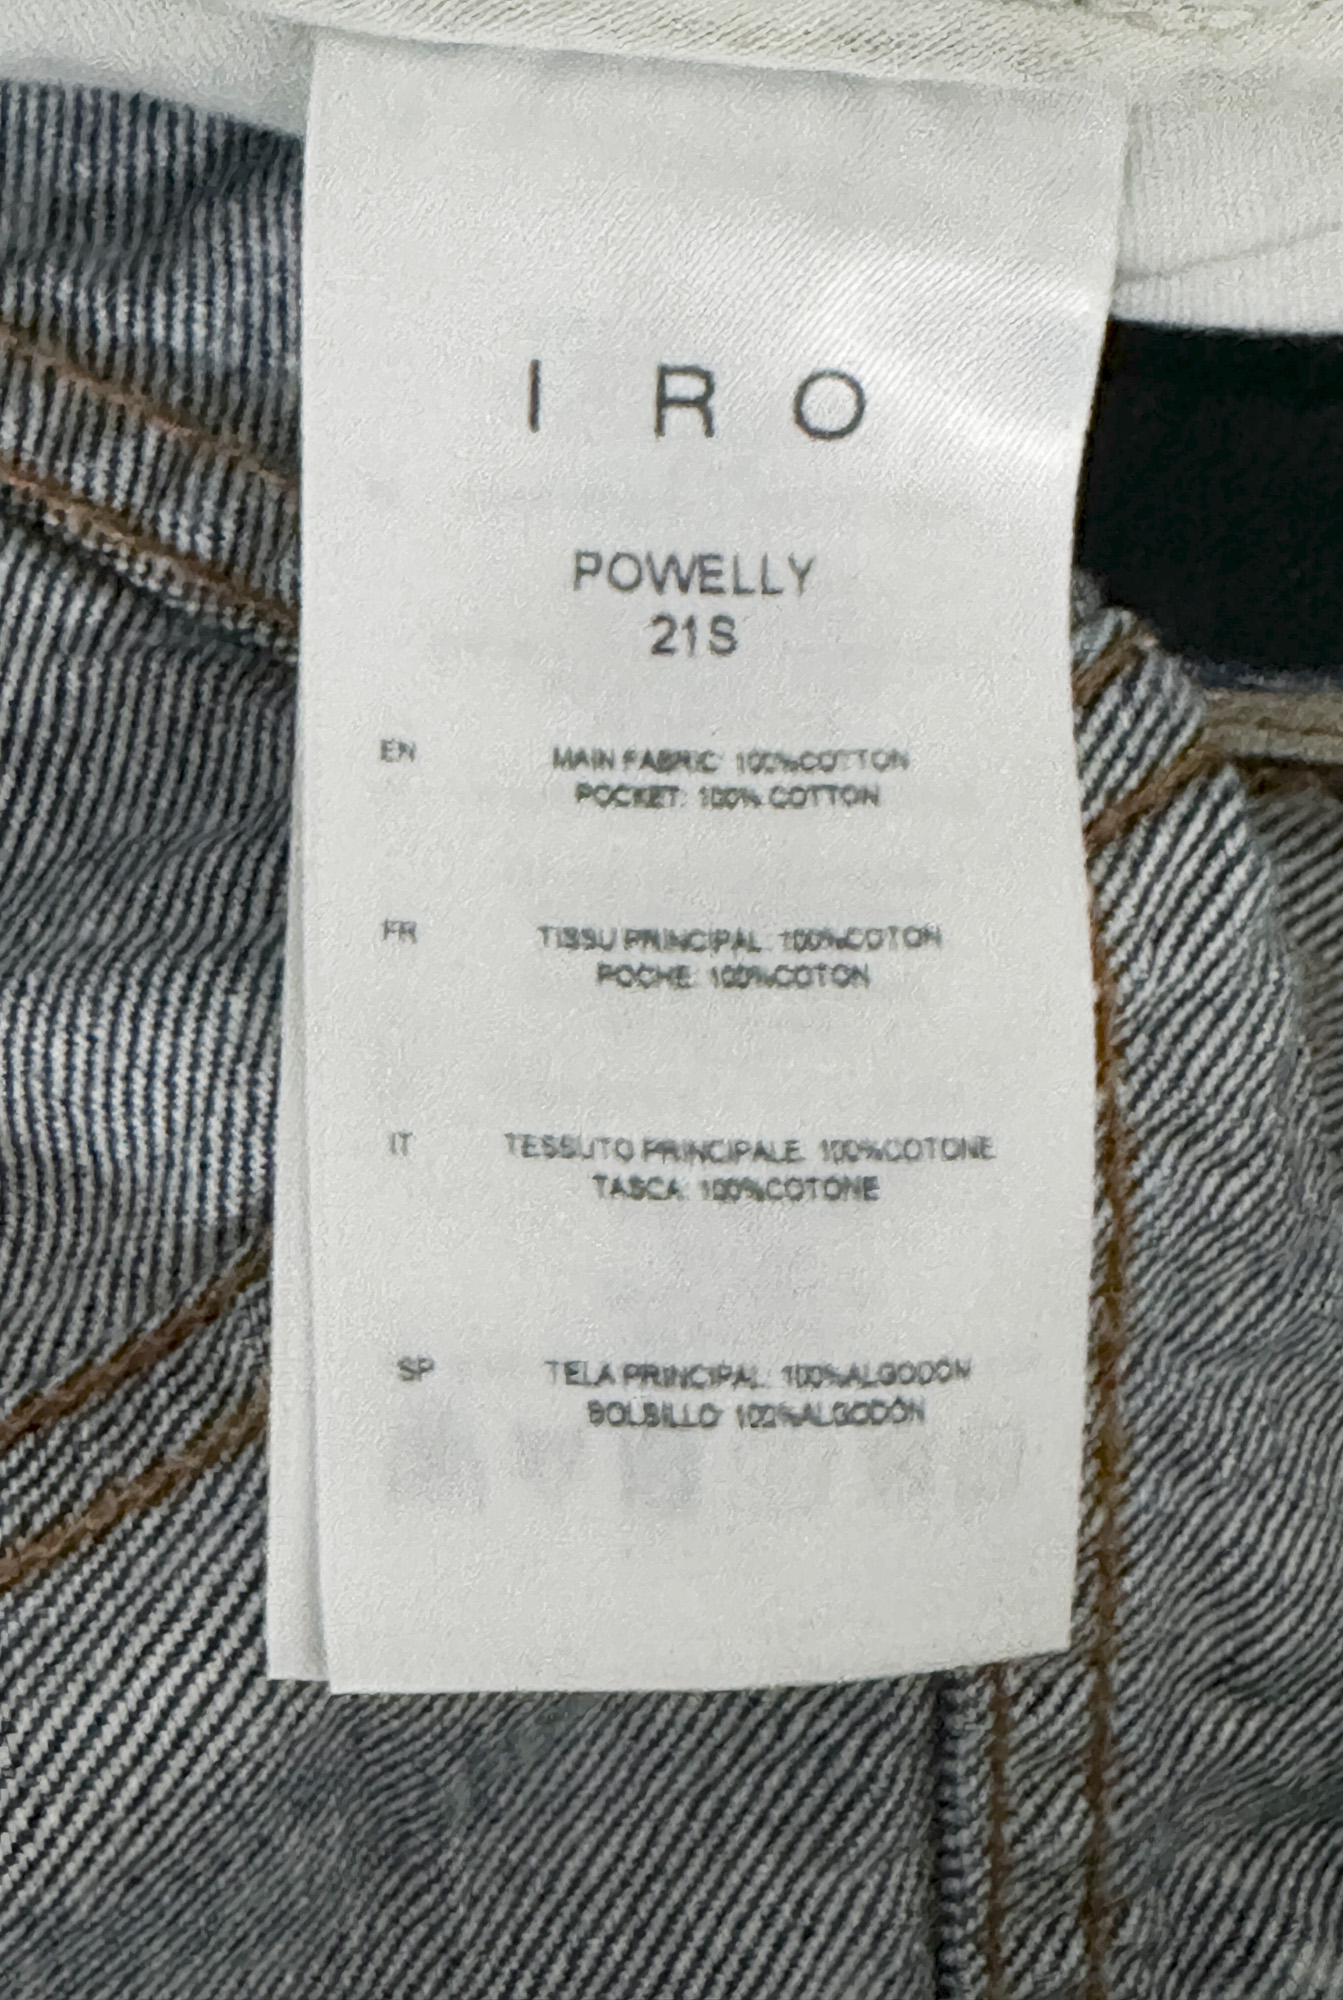 I R O
POWELLY
21S
EN MAIN FABRIC: 100%COTTON
POCKET: 100% COTTON
FR TISSU PRINCIPAL: 100%COTON
POCHE: 100%COTON
IT TESSUTO PRINCIPALE: 100%COTONE
TASCA: 100%COTONE
SP TELA PRINCIPAL: 100%ALGODÓN
BOLSILLO: 100%ALGODÓN